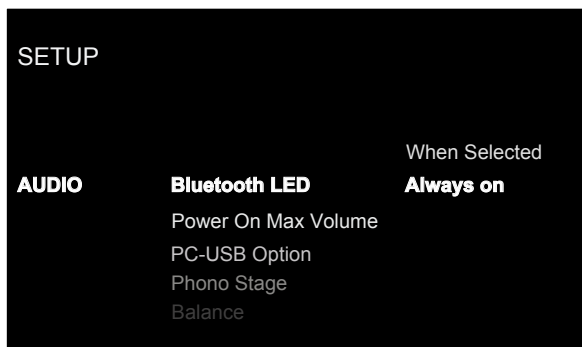 SETUP
When Selected
AUDIO Bluetooth LED Always on
Power On Max Volume
PC-USB Option
Phono Stage
Balance